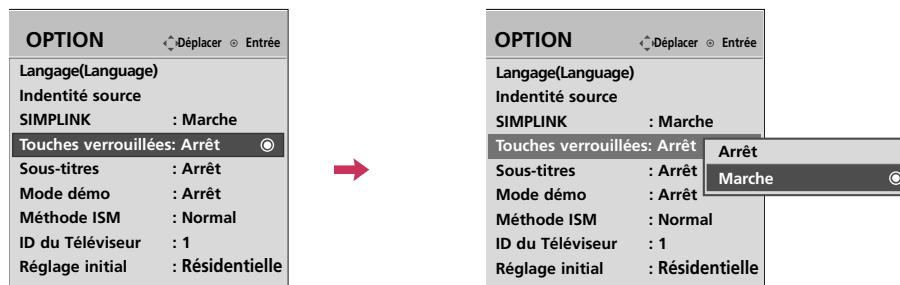 OPTION Déplacer Entrée
Langage(Language)
Indentité source
SIMPLINK : Marche
Touches verrouillées: Arrêt
Sous-titres : Arrêt
Mode démo : Arrêt
Méthode ISM : Normal
ID du Téléviseur : 1
Réglage initial : Résidentielle
OPTION Déplacer Entrée
Langage(Language)
Indentité source
SIMPLINK : Marche
Touches verrouillées: Arrêt
Arrêt
Marche
Sous-titres : Arrêt
Mode démo : Arrêt
Méthode ISM : Normal
ID du Téléviseur : 1
Réglage initial : Résidentielle